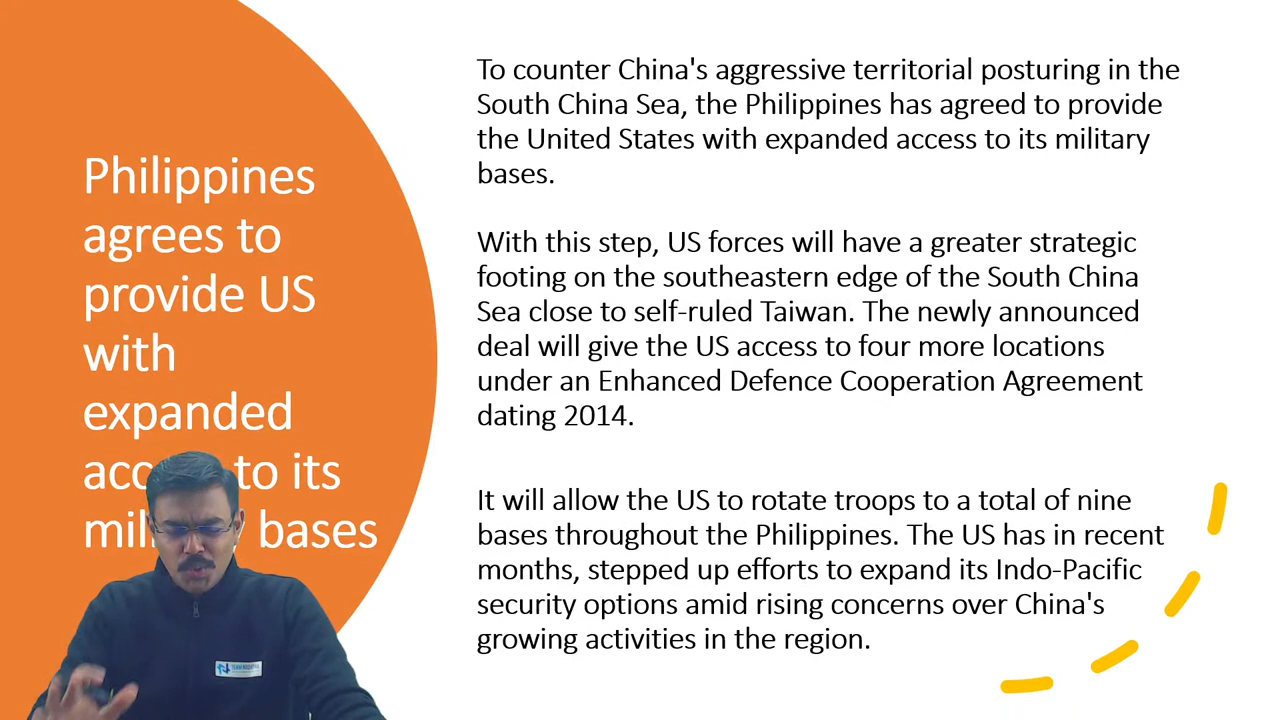 Philippines
agrees to
provide US
with
expanded
to its
bases
To counter China's aggressive territorial posturing in the
South China Sea, the Philippines has agreed to provide
the United States with expanded access to its military
bases.
With this step, US forces will have a greater strategic
footing on the southeastern edge of the South China
Sea close to self-ruled Taiwan. The newly announced
deal will give the US access to four more locations
under an Enhanced Defence Cooperation Agreement
dating 2014.
It will allow the US to rotate troops to a total of nine
bases throughout the Philippines. The US has in recent
months, stepped up efforts to expand its Indo-Pacific
security options amid rising concerns over China's
growing activities in the region.